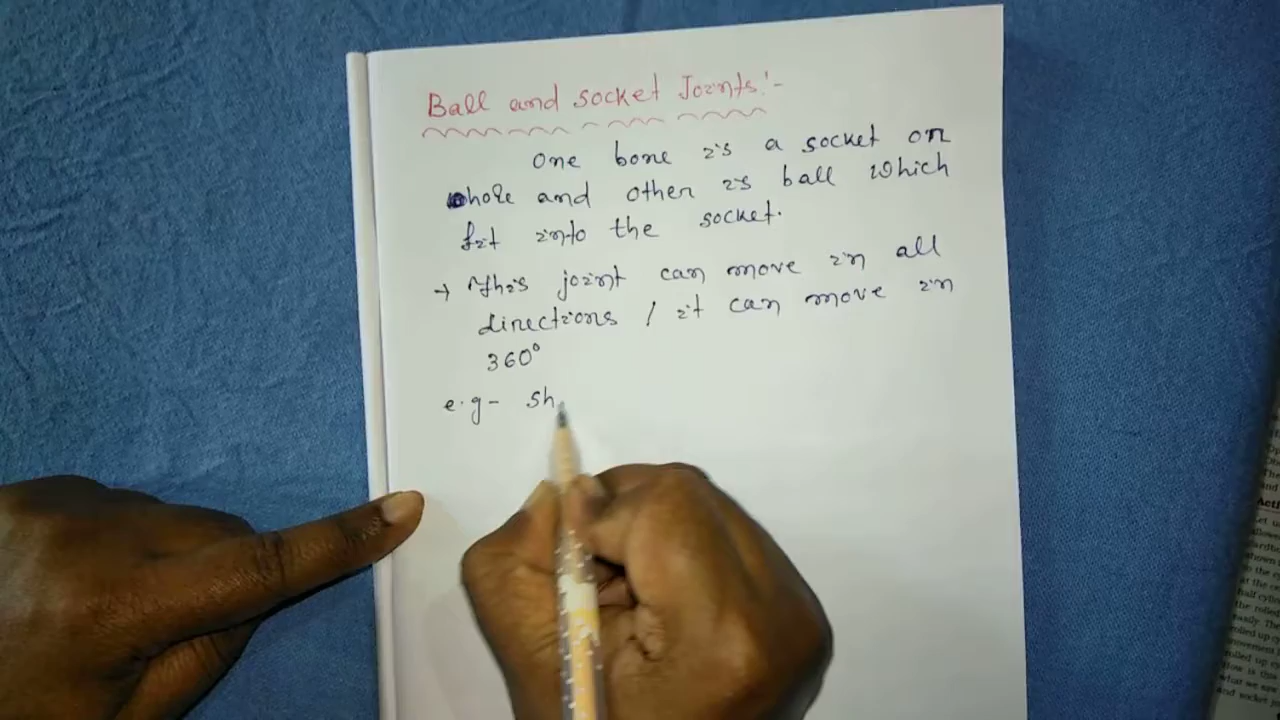 Ball and socket Joints:-
One bone is a socket or
hole and other is ball which
fit into the socket.
→ This joint can move in all
directions / it can move in
360°
e.g- Sh